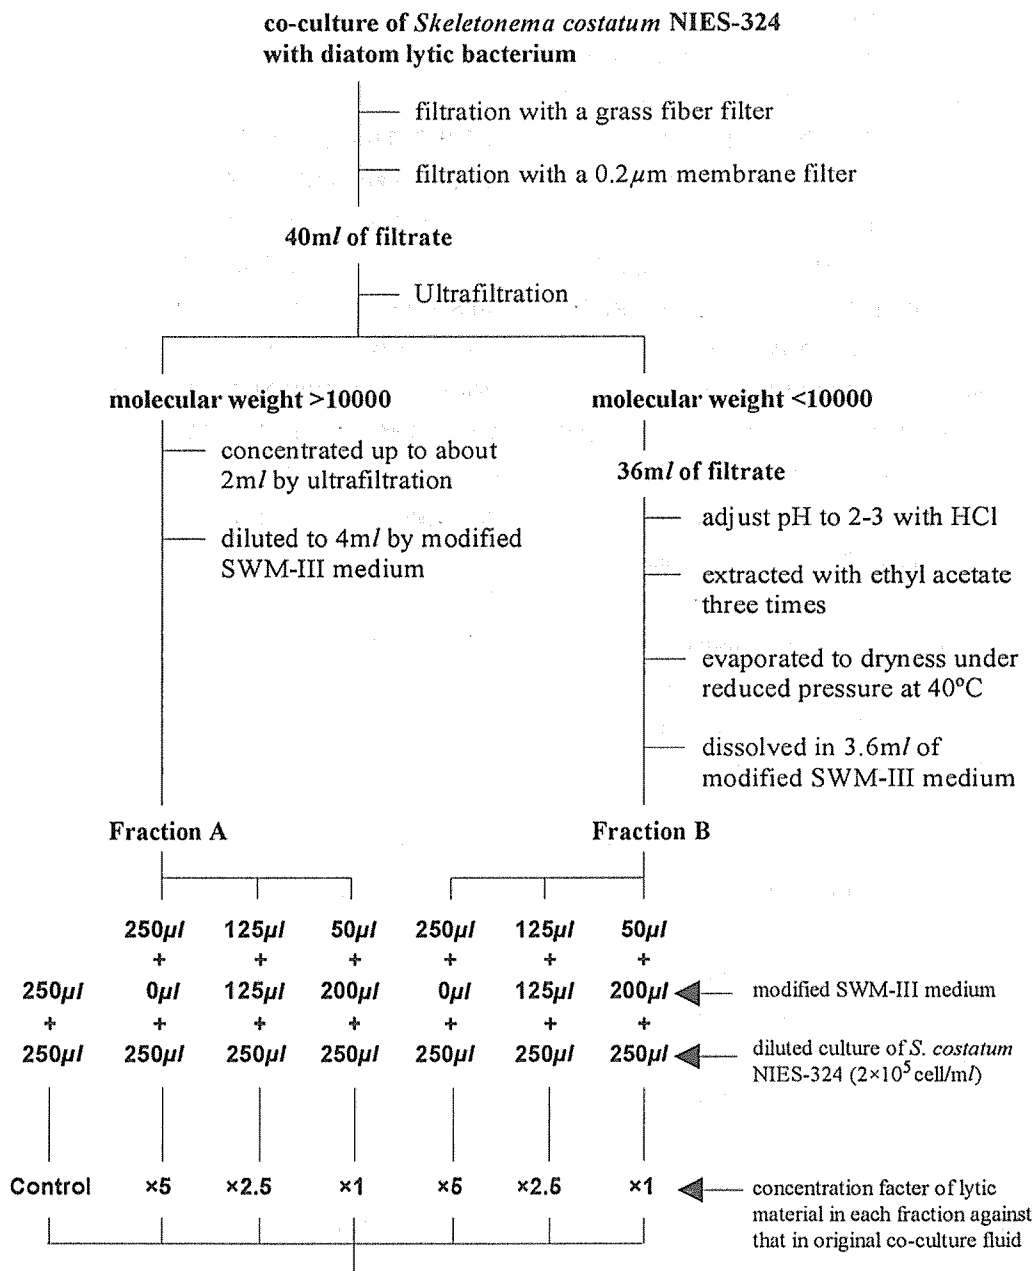 co-culture of Skeletonema costatum NIES-324
with diatom lytic bacterium
filtration with a grass fiber filter
filtration with a 0.2μm membrane filter
40ml of filtrate
Ultrafiltration
molecular weight >10000
concentrated up to about
2ml by ultrafiltration
diluted to 4ml by modified
SWM-III medium
molecular weight <10000
36ml of filtrate
adjust pH to 2-3 with HCl
extracted with ethyl acetate
three times
evaporated to dryness under
reduced pressure at 40ºC
dissolved in 3.6ml of
modified SWM-III medium
Fraction A Fraction B
250μl 125μl 50μl 250μl 125μl 50μl
+ + + + + +
250μl 0μl 125μl 200μl 0μl 125μl 200μl modified SWM-III medium
+ + + + + + +
250μl 250μl 250μl 250μl 250μl 250μl 250μl diluted culture of S. costatum
NIES-324 (2×10⁵ cell/ml)
Control ×5 ×2.5 ×1 ×5 ×2.5 ×1 concentration facter of lytic
material in each fraction against
that in original co-culture fluid